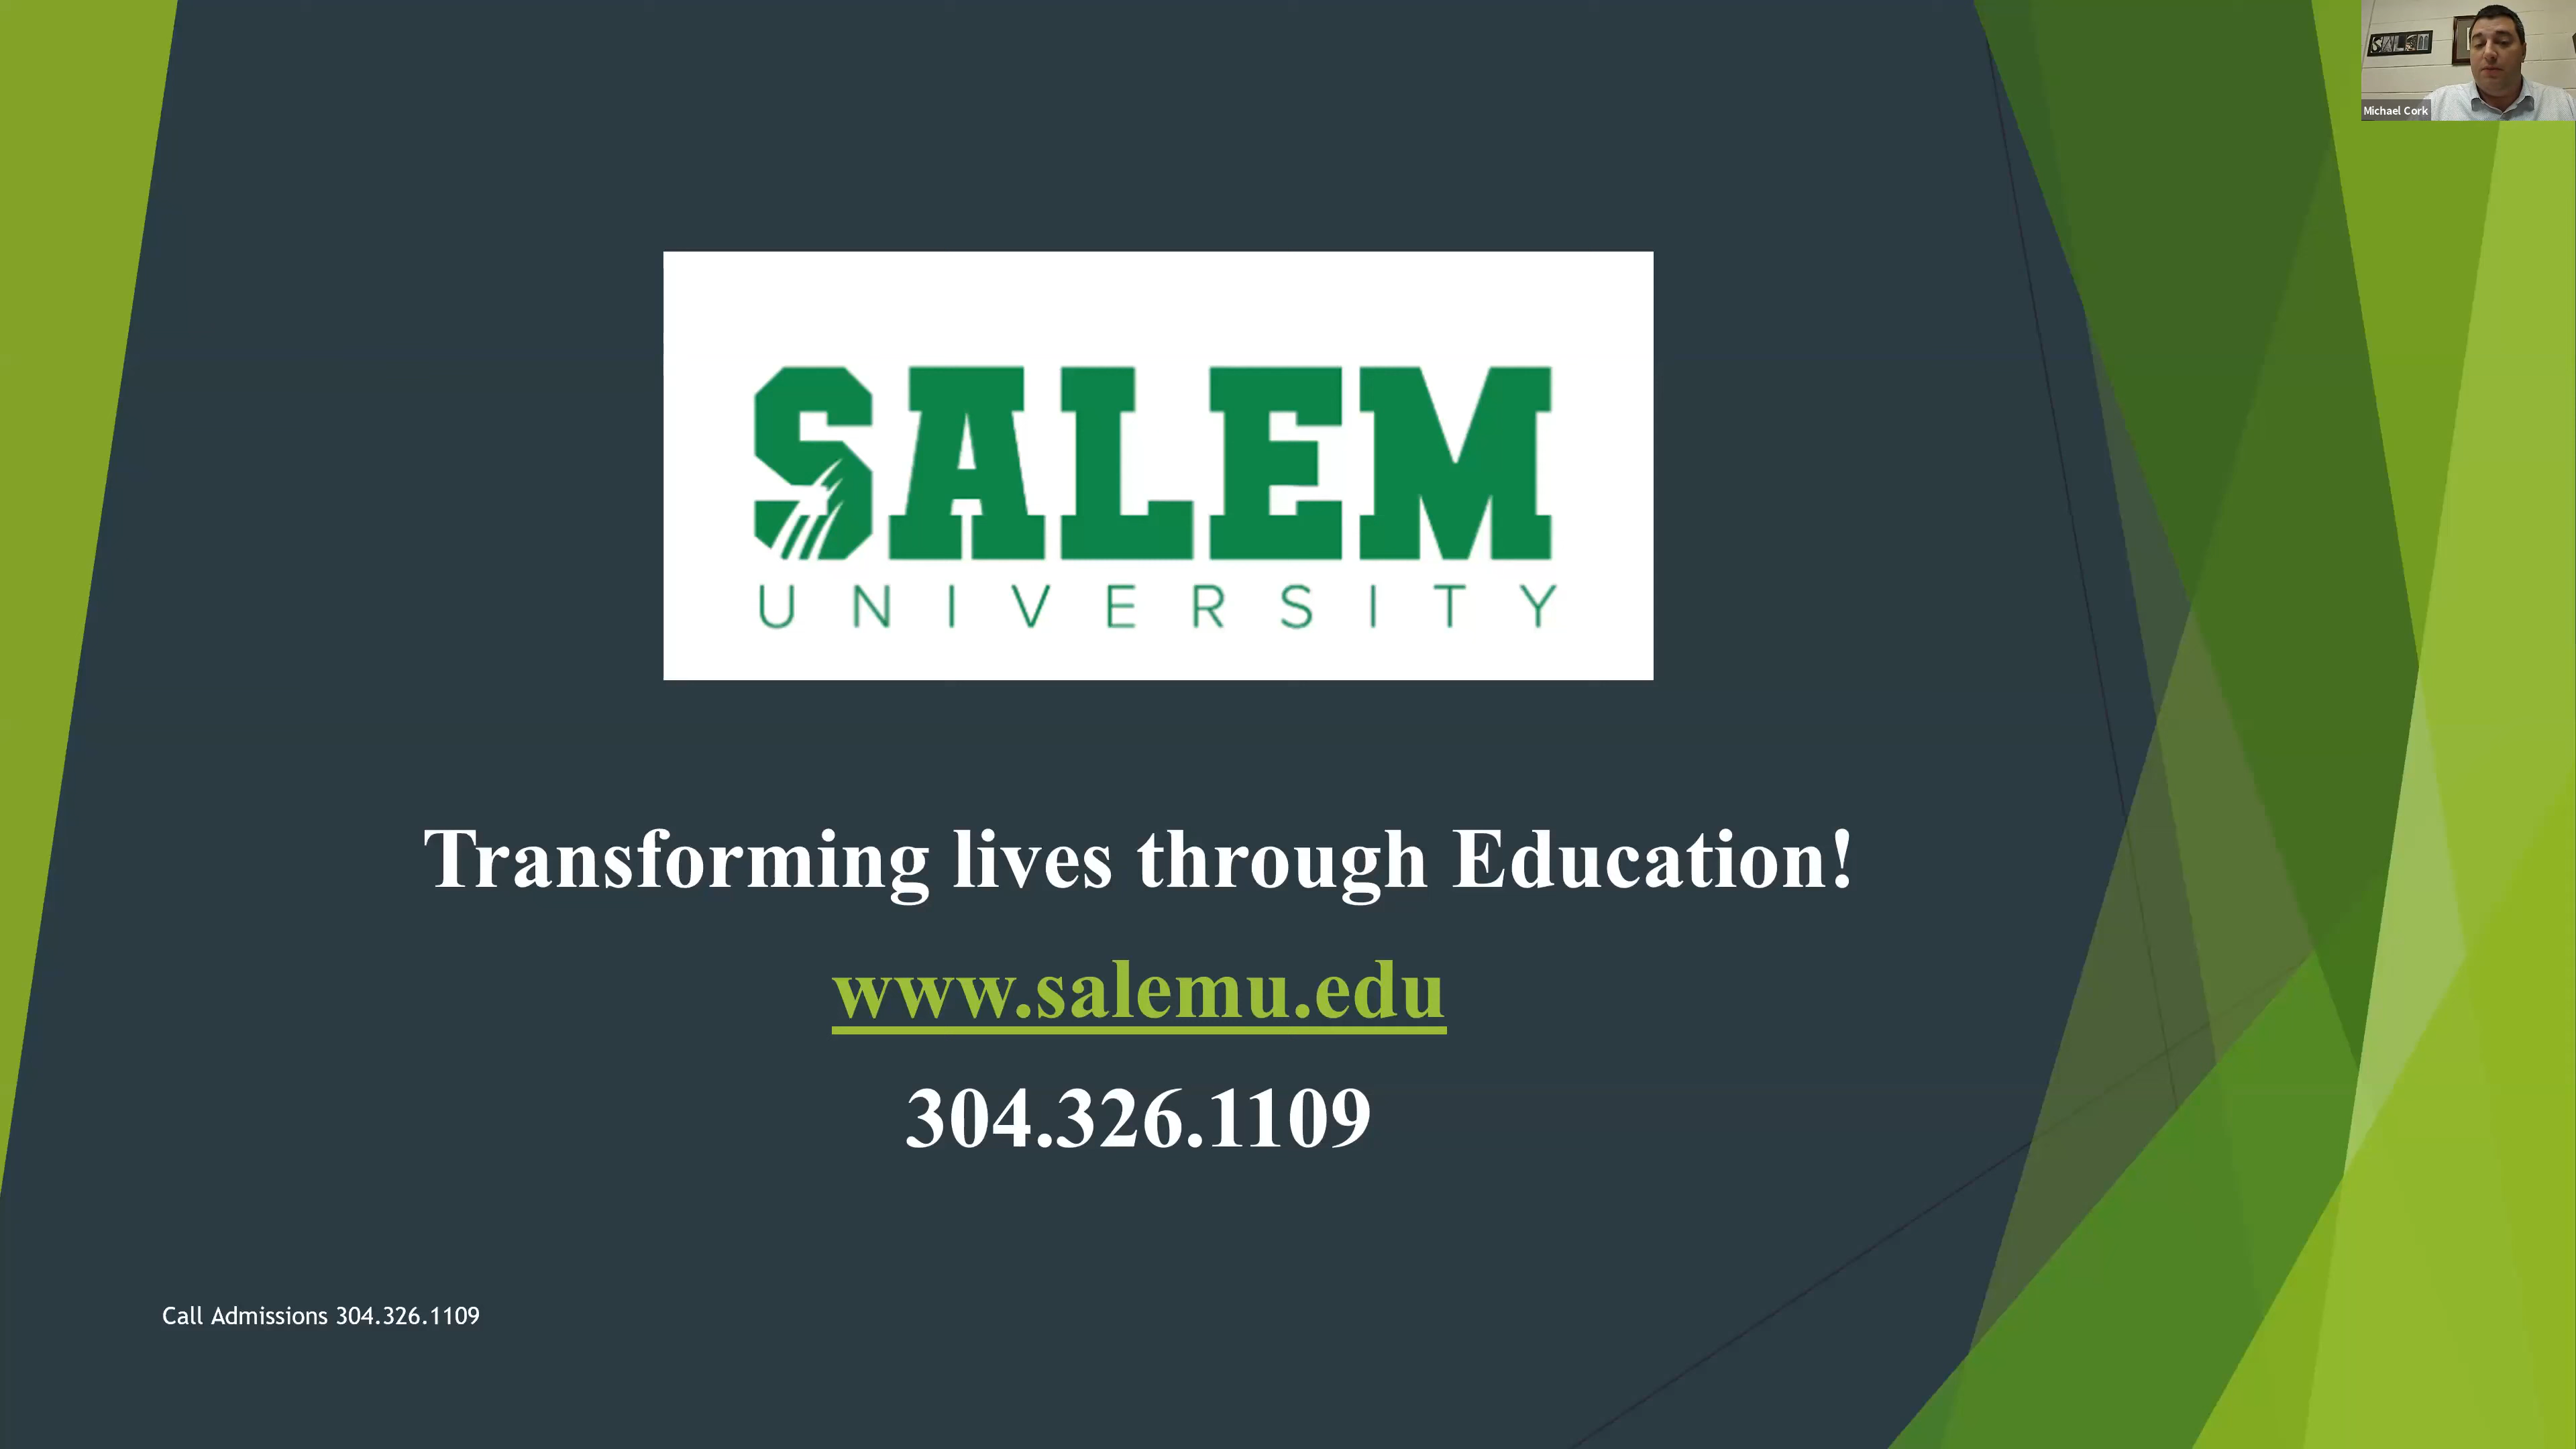 SALEM
Michael Cork
SALEM
UNIVERSITY
Transforming lives through Education!
www.salemu.edu
304.326.1109
Call Admissions 304.326.1109